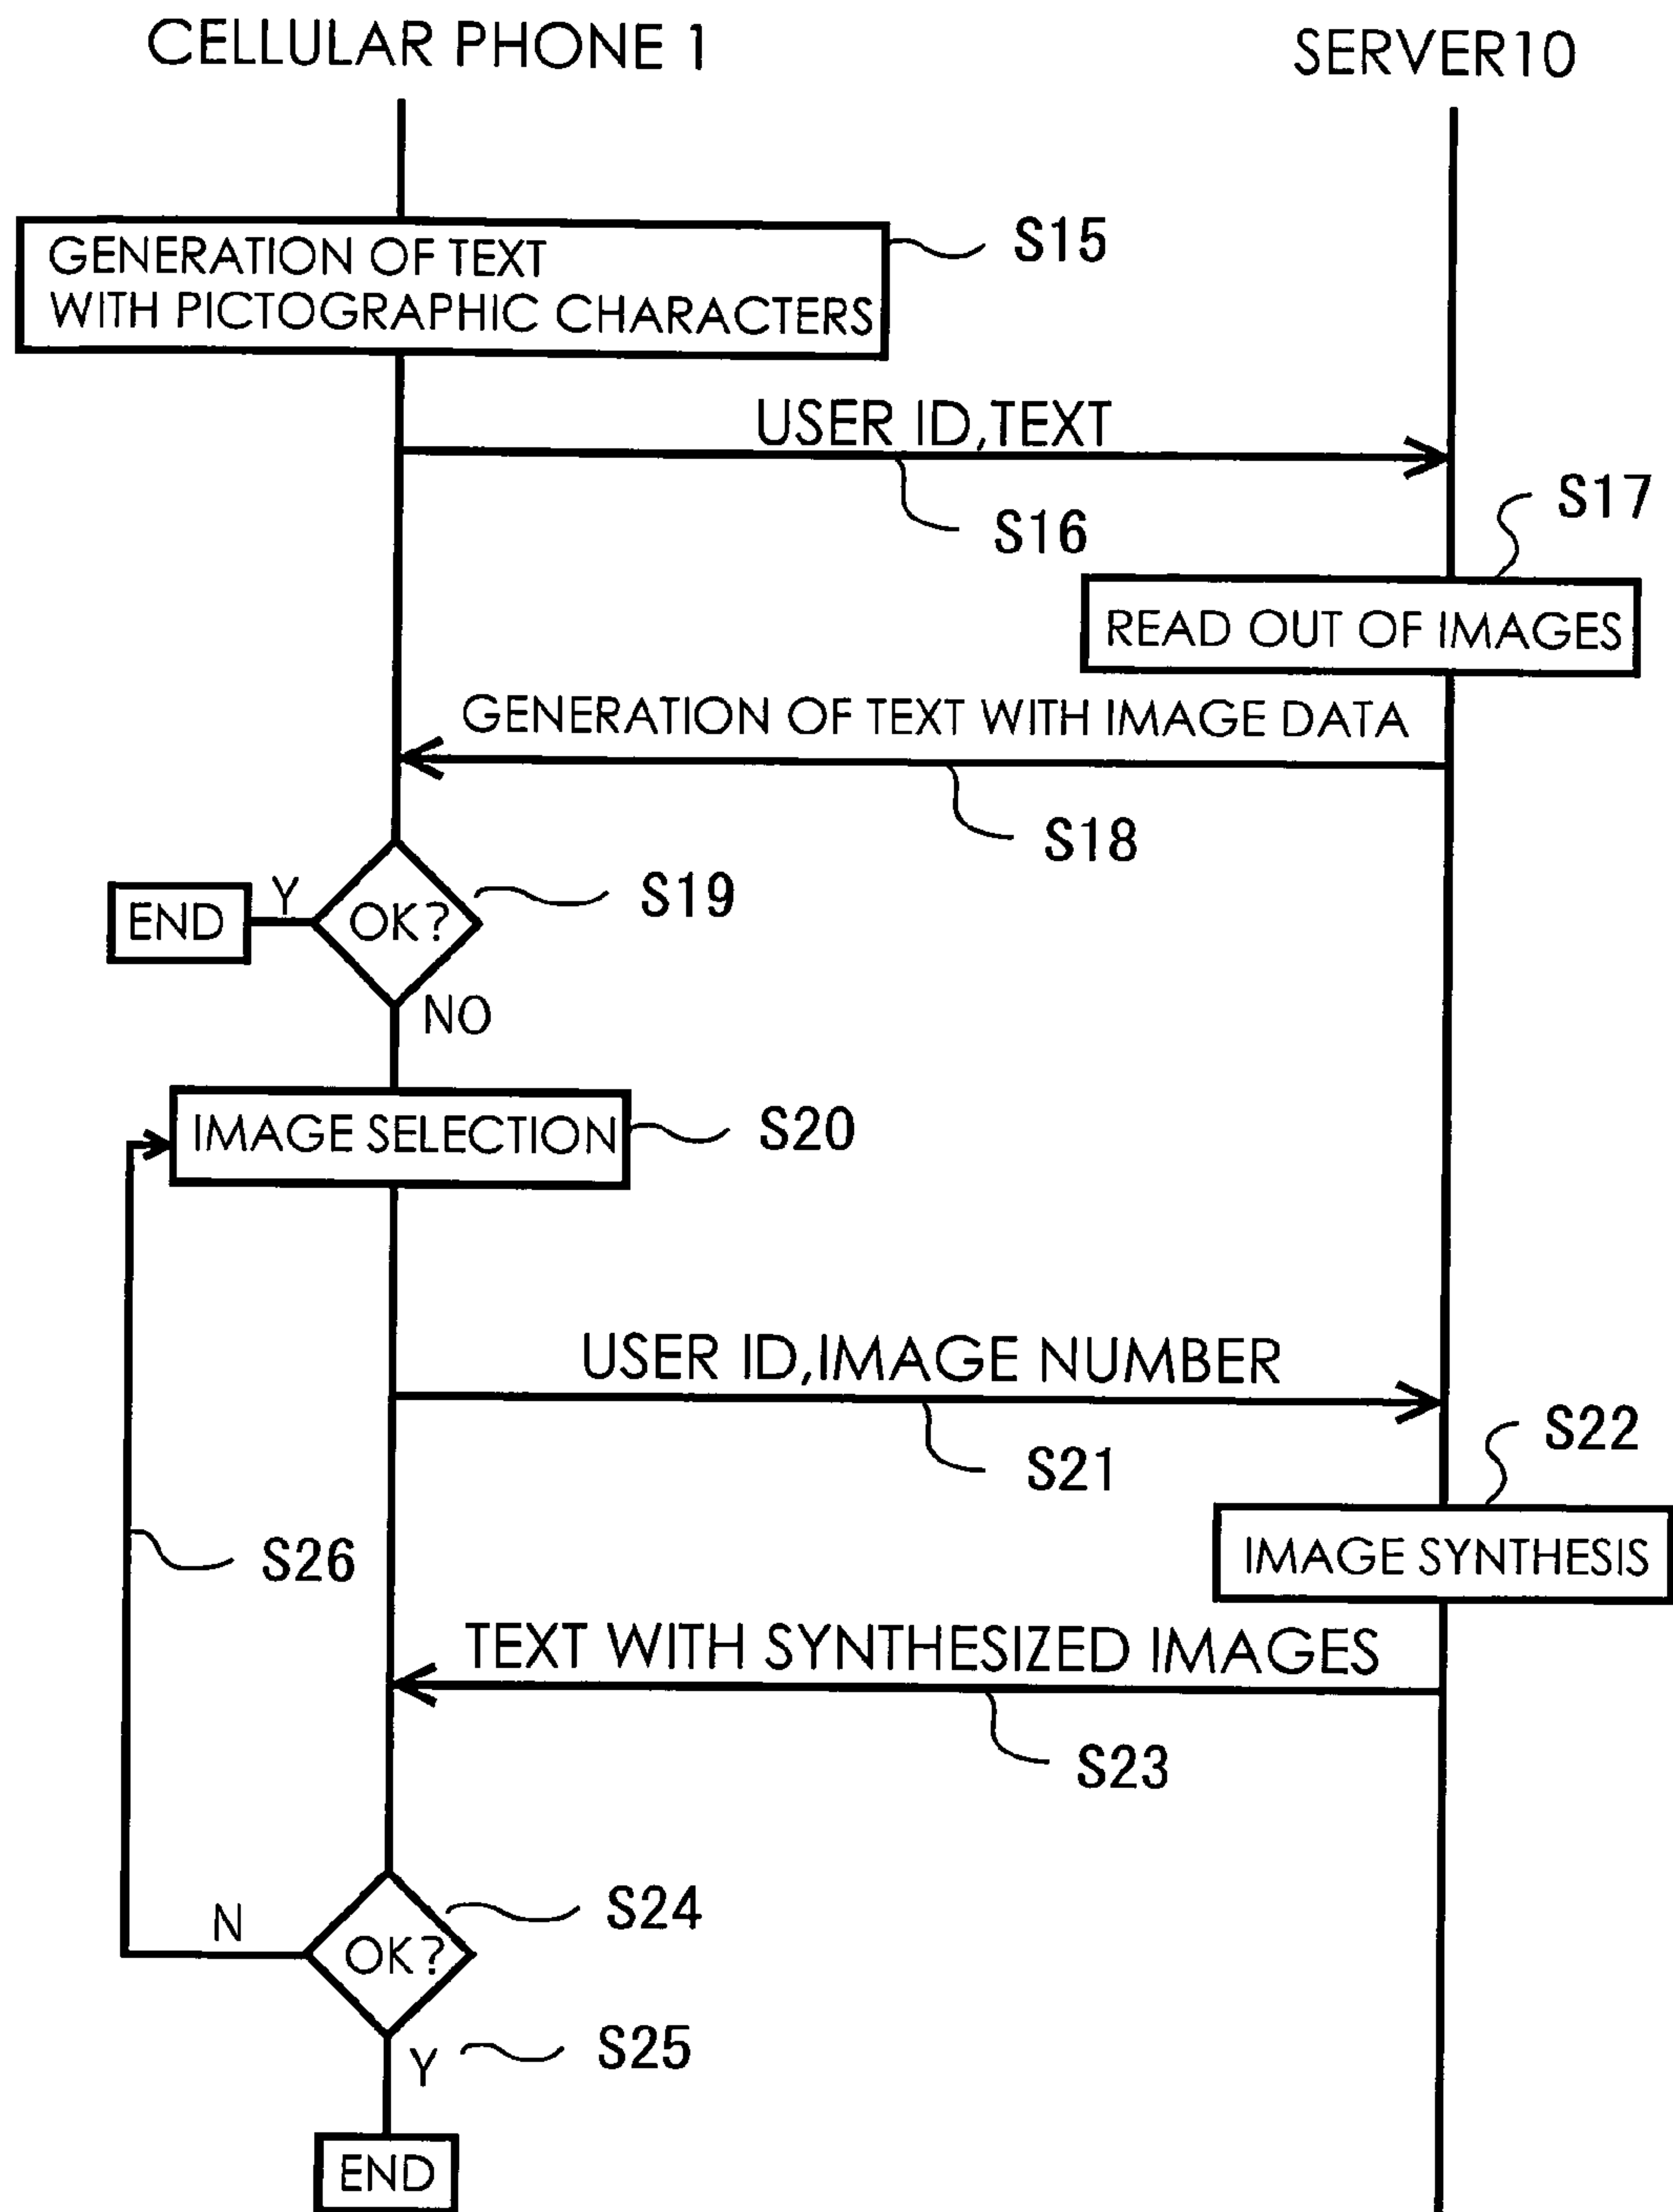 CELLULAR PHONE 1
SERVER10
GENERATION OF TEXT
WITH PICTOGRAPHIC CHARACTERS
S15
USER ID,TEXT
S16
S17
READ OUT OF IMAGES
GENERATION OF TEXT WITH IMAGE DATA
S18
END
Y
OK?
S19
NO
IMAGE SELECTION
S20
USER ID,IMAGE NUMBER
S21
S22
IMAGE SYNTHESIS
S26
TEXT WITH SYNTHESIZED IMAGES
S23
N
OK?
S24
Y
S25
END